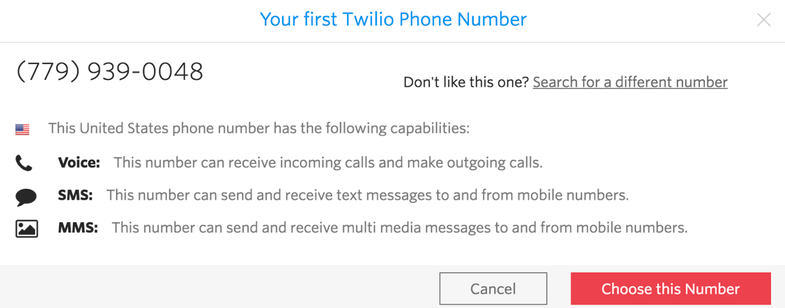 Your first Twilio Phone Number
(779) 939-0048
Don't like this one? Search for a different number
This United States phone number has the following capabilities:
Voice: This number can receive incoming calls and make outgoing calls.
SMS: This number can send and receive text messages to and from mobile numbers.
MMS: This number can send and receive multi media messages to and from mobile numbers.
Cancel
Choose this Number